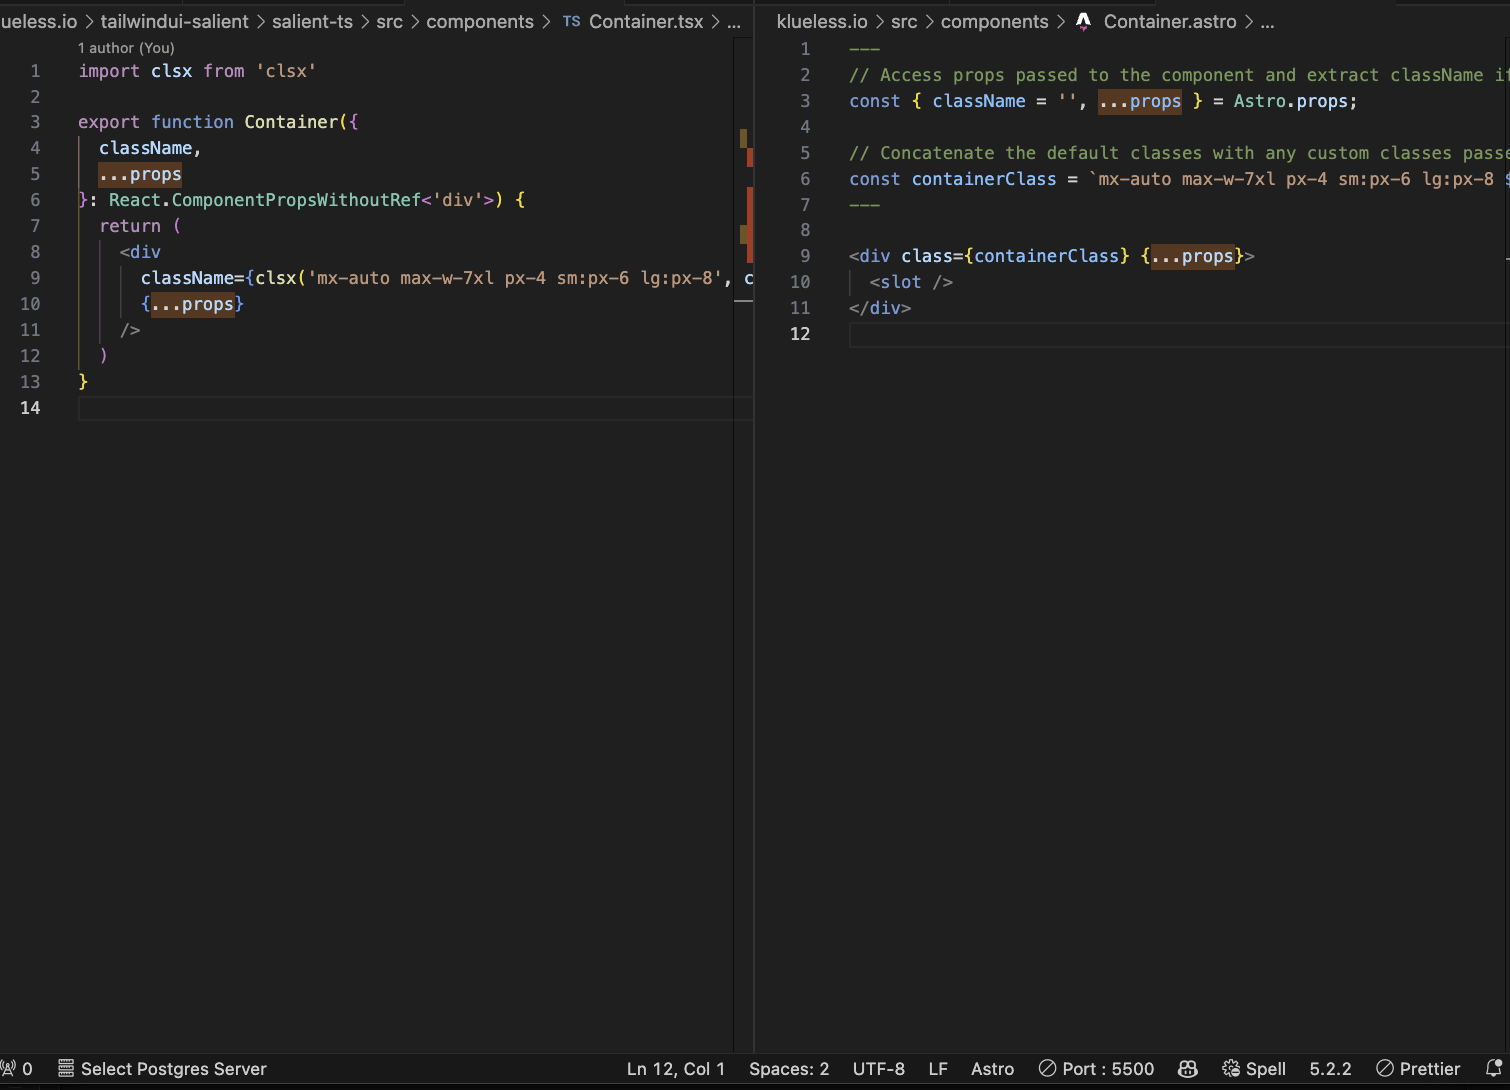 ueless.io > tailwindui-salient > salient-ts > src > components > TS Container.tsx > ...
1 author (You)
1 import clsx from 'clsx'
2
3 export function Container({
4 className,
5 ...props
6 }: React.ComponentPropsWithoutRef<'div'>) {
7 return (
8 <div
9 className={clsx('mx-auto max-w-7xl px-4 sm:px-6 lg:px-8', c
10 {...props}
11 />
12 )
13 }
14
klueless.io > src > components > Container.astro > ...
1 ---
2 // Access props passed to the component and extract className if
3 const { className = '', ...props } = Astro.props;
4
5 // Concatenate the default classes with any custom classes passe
6 const containerClass = `mx-auto max-w-7xl px-4 sm:px-6 lg:px-8 $
7 ---
8
9 <div class={containerClass} {...props}>
10 <slot />
11 </div>
12
0 Select Postgres Server Ln 12, Col 1 Spaces: 2 UTF-8 LF Astro Port : 5500 Spell 5.2.2 Prettier